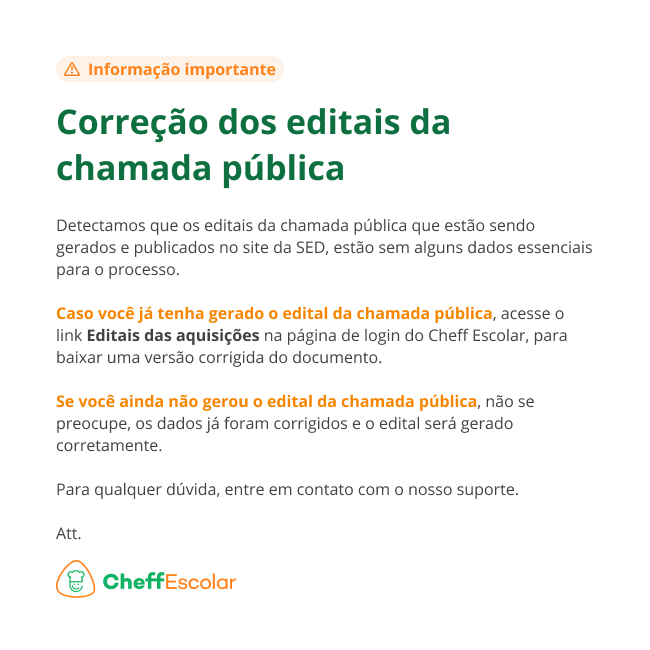 Informação importante
Correção dos editais da
chamada pública
Detectamos que os editais da chamada pública que estão sendo
gerados e publicados no site da SED, estão sem alguns dados essenciais
para o processo.
Caso você já tenha gerado o edital da chamada pública, acesse o
link Editais das aquisições na página de login do Cheff Escolar, para
baixar uma versão corrigida do documento.
Se você ainda não gerou o edital da chamada pública, não se
preocupe, os dados já foram corrigidos e o edital será gerado
corretamente.
Para qualquer dúvida, entre em contato com o nosso suporte.
Att.
CheffEscolar